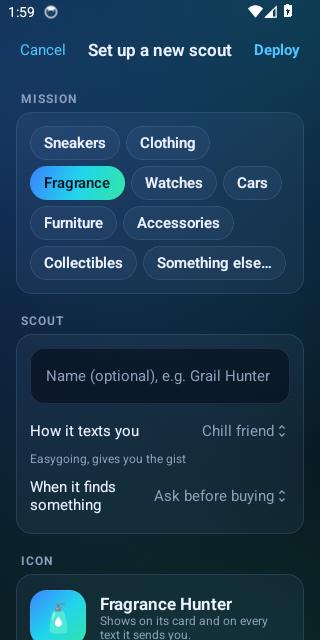 1:59
Cancel Set up a new scout Deploy
MISSION
Sneakers Clothing
Fragrance Watches Cars
Furniture Accessories
Collectibles Something else…
SCOUT
Name (optional), e.g. Grail Hunter
How it texts you Chill friend
Easygoing, gives you the gist
When it finds
something Ask before buying
ICON
Fragrance Hunter
Shows on its card and on every
text it sends you.